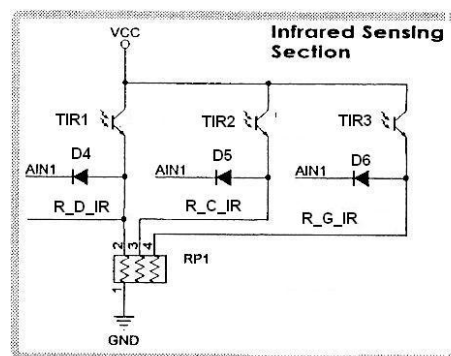 VCC
Infrared Sensing
Section
TIR1
TIR2
TIR3
D4
D5
D6
AIN1
AIN1
AIN1
R_D_IR
R_C_IR
R_G_IR
2
3
4
RP1
1
GND